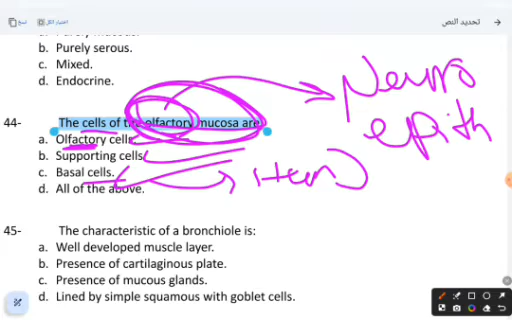 تحديد النص
اختيار الكل
نسخ
b. Purely serous.
c. Mixed.
d. Endocrine.
44- The cells of the olfactory mucosa are
a. Olfactory cells.
b. Supporting cells
c. Basal cells.
d. All of the above.
Neuro
epith
stem
45- The characteristic of a bronchiole is:
a. Well developed muscle layer.
b. Presence of cartilaginous plate.
c. Presence of mucous glands.
d. Lined by simple squamous with goblet cells.